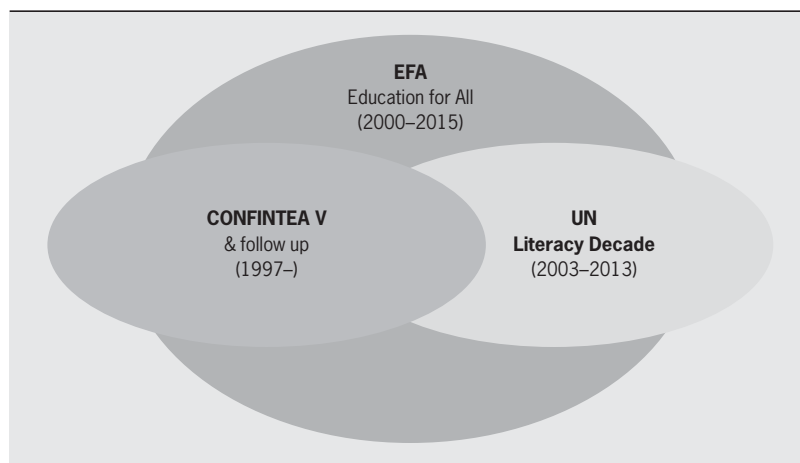 EFA
Education for All
(2000–2015)
CONFINTEA V
& follow up
(1997–)
UN
Literacy Decade
(2003–2013)